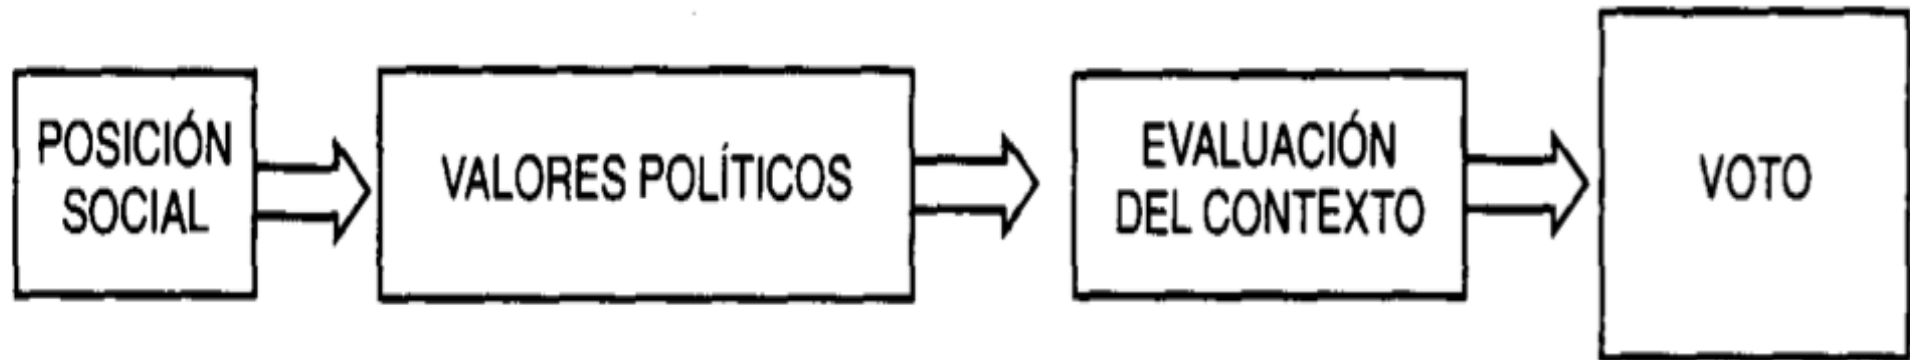 POSICIÓN
SOCIAL
VALORES POLÍTICOS
EVALUACIÓN
DEL CONTEXTO
VOTO